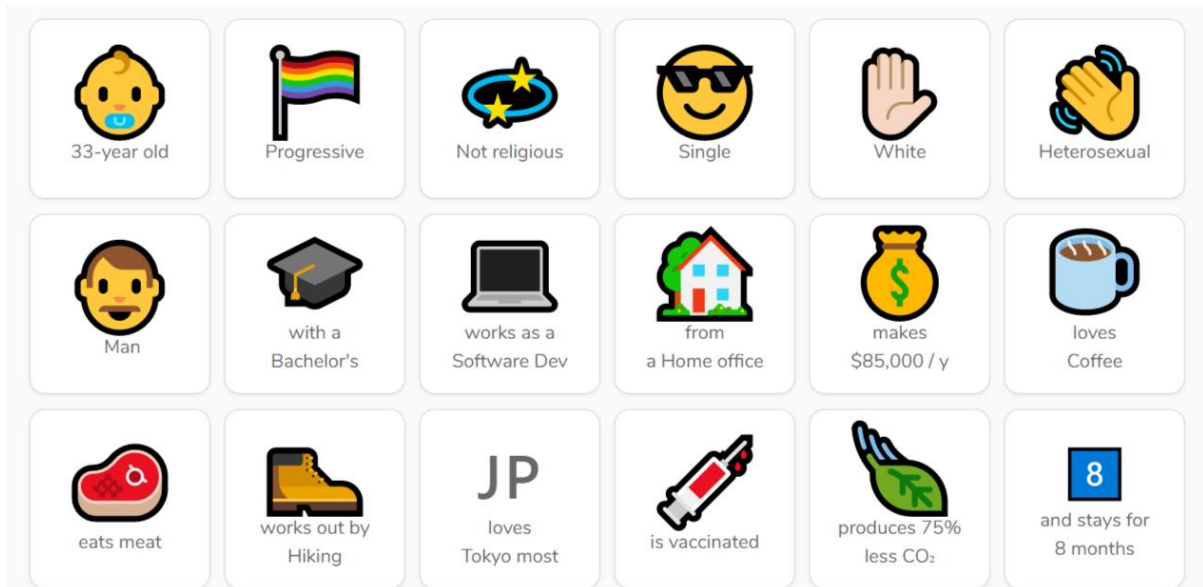 33-year old
Progressive
Not religious
Single
White
Heterosexual
Man
with a
Bachelor's
works as a
Software Dev
from
a Home office
makes
$85,000 / y
loves
Coffee
eats meat
works out by
Hiking
JP
loves
Tokyo most
is vaccinated
produces 75%
less CO₂
8
and stays for
8 months